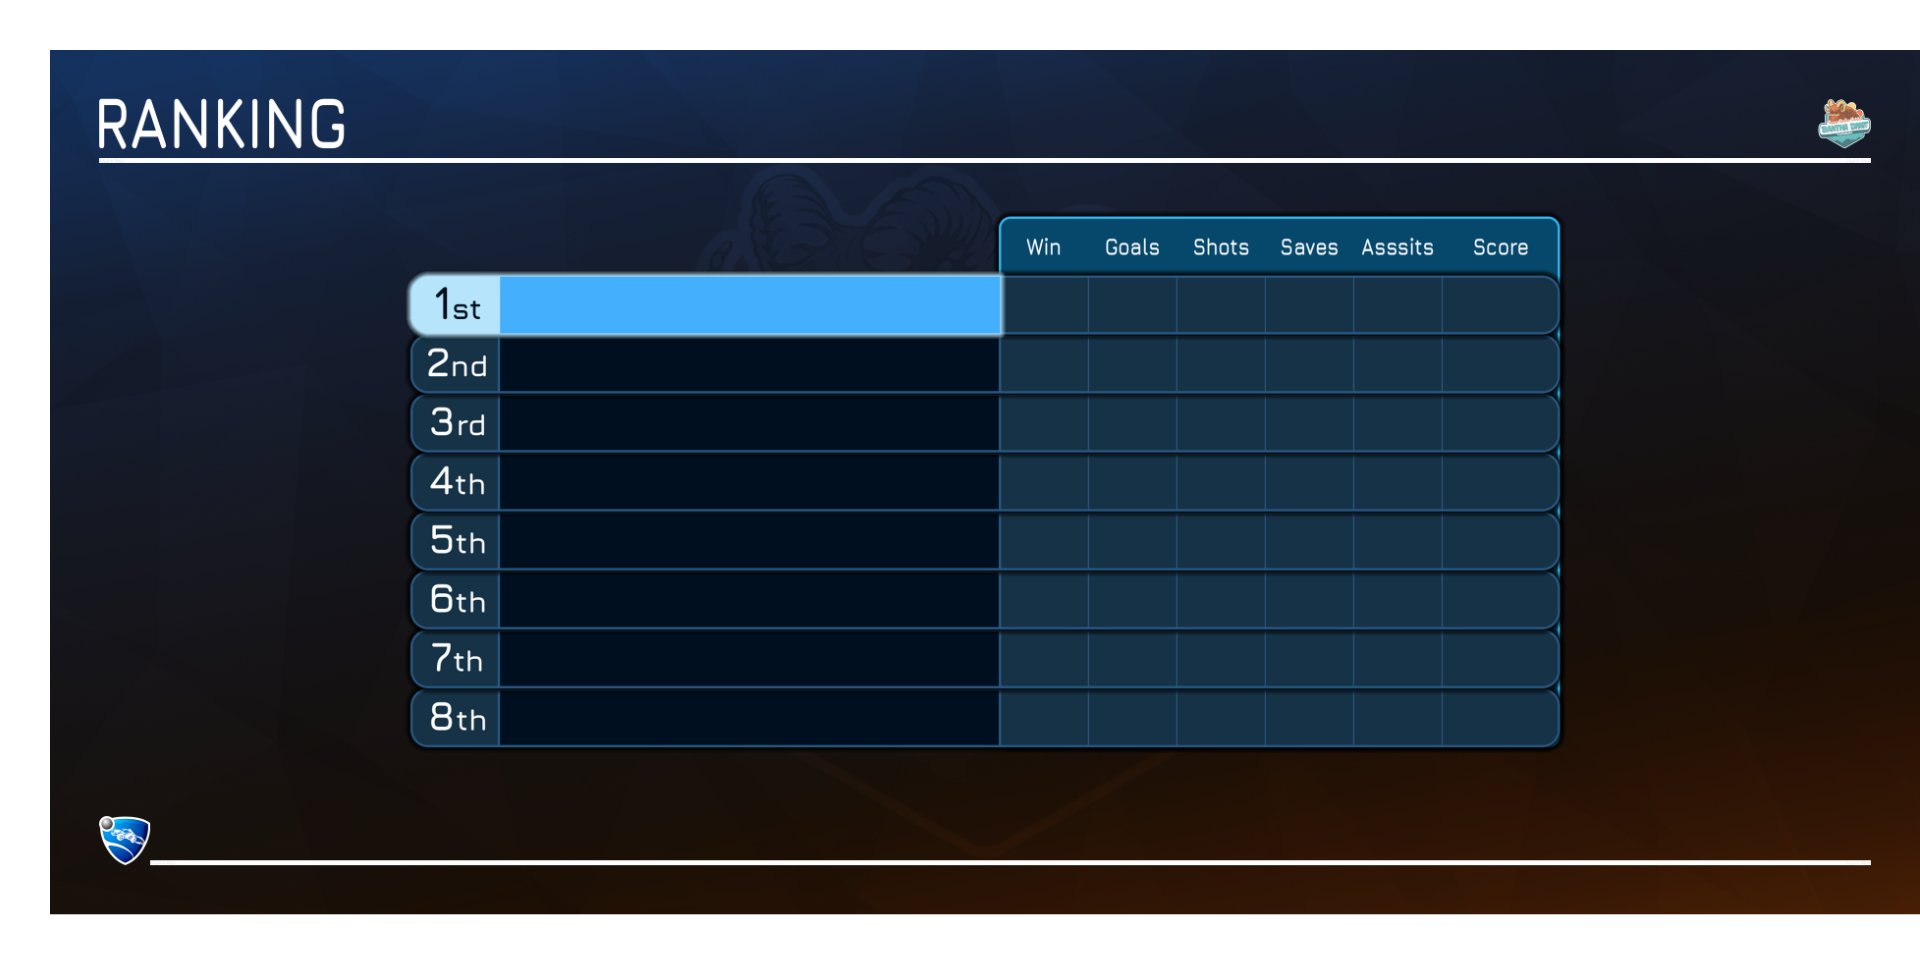 RANKING
Win Goals Shots Saves Asssits Score
1st
2nd
3rd
4th
5th
6th
7th
8th